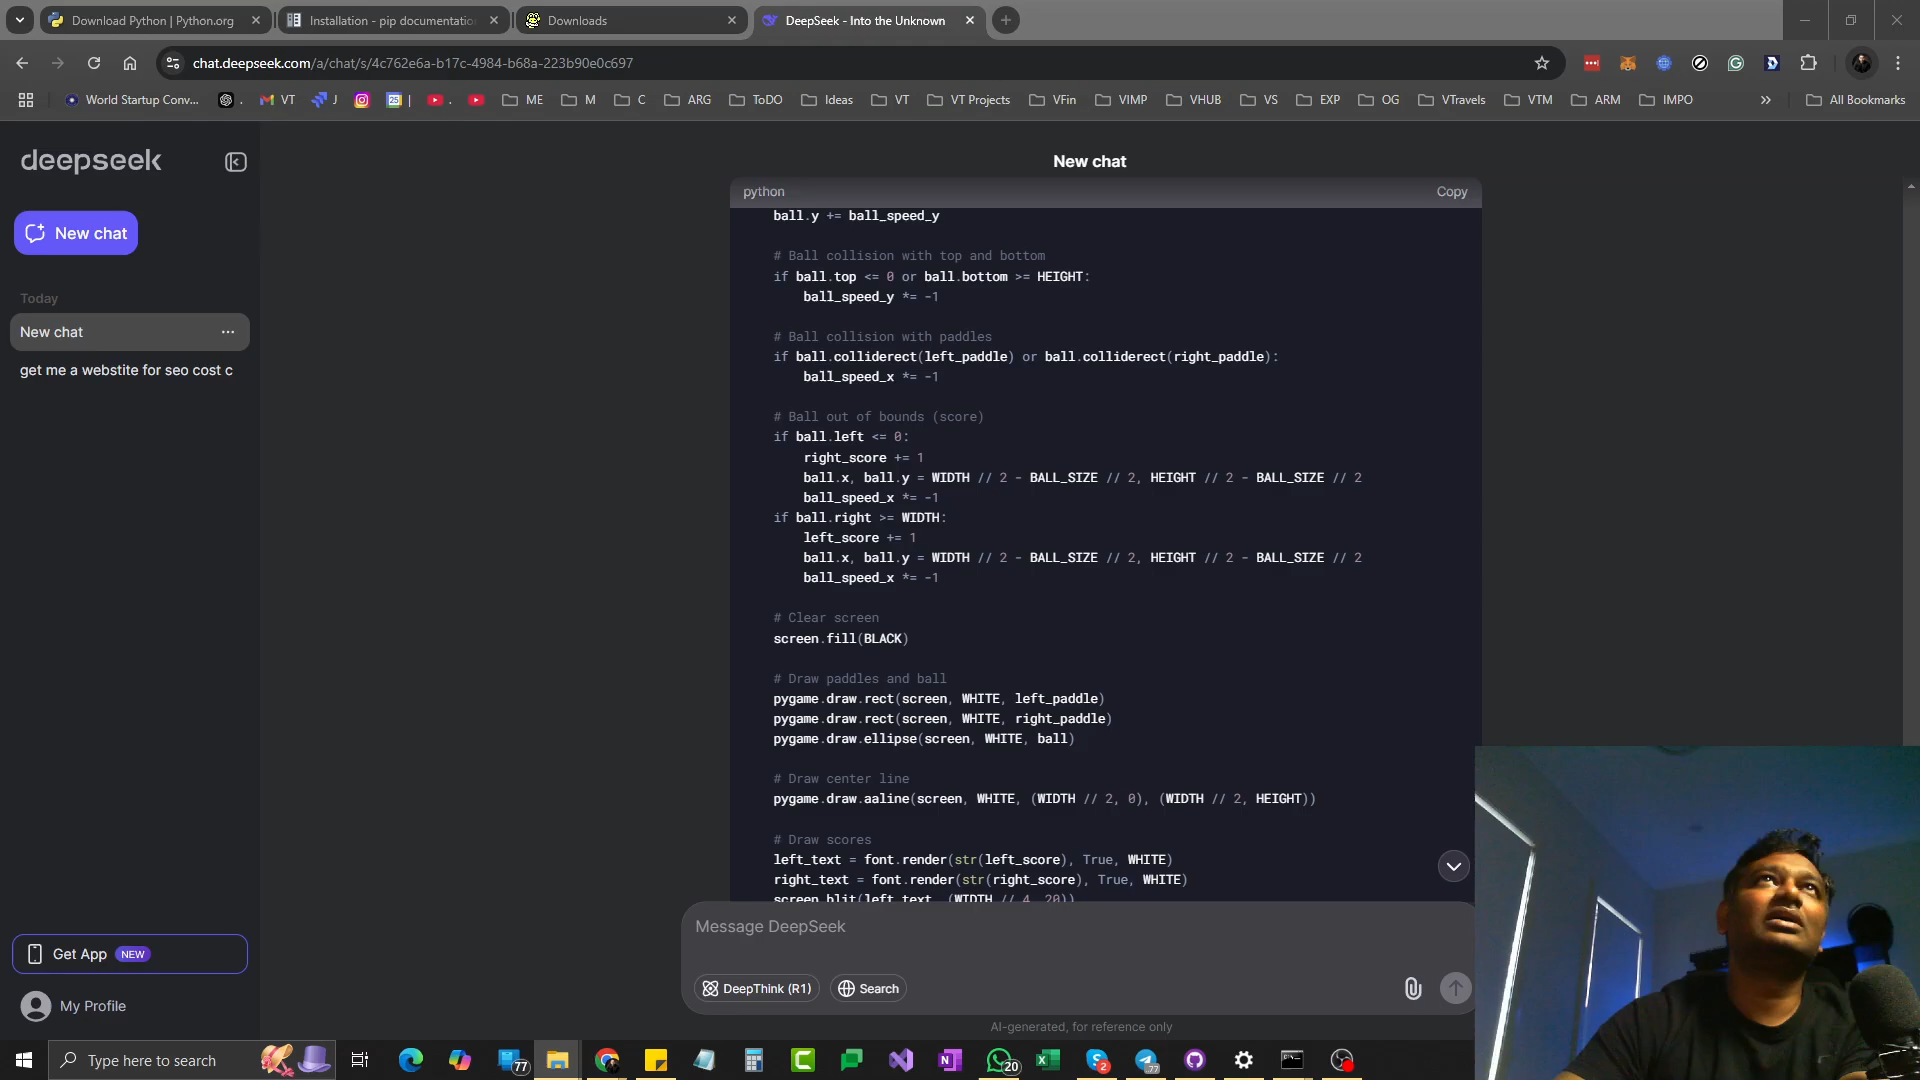 Download Python | Python.org
Installation - pip documentatio
Downloads
DeepSeek - Into the Unknown
chat.deepseek.com/a/chat/s/4c762e6a-b17c-4984-b68a-223b90e0c697
World Startup Conv...
.
VT
J
25 |
.
ME
M
C
ARG
ToDO
Ideas
VT
VT Projects
VFin
VIMP
VHUB
VS
EXP
OG
VTravels
VTM
ARM
IMPO
All Bookmarks
deepseek
New chat
Today
New chat
get me a webstite for seo cost c
Get App NEW
My Profile
New chat
python
Copy
ball.y += ball_speed_y
# Ball collision with top and bottom
if ball.top <= 0 or ball.bottom >= HEIGHT:
ball_speed_y *= -1
# Ball collision with paddles
if ball.colliderect(left_paddle) or ball.colliderect(right_paddle):
ball_speed_x *= -1
# Ball out of bounds (score)
if ball.left <= 0:
right_score += 1
ball.x, ball.y = WIDTH // 2 - BALL_SIZE // 2, HEIGHT // 2 - BALL_SIZE // 2
ball_speed_x *= -1
if ball.right >= WIDTH:
left_score += 1
ball.x, ball.y = WIDTH // 2 - BALL_SIZE // 2, HEIGHT // 2 - BALL_SIZE // 2
ball_speed_x *= -1
# Clear screen
screen.fill(BLACK)
# Draw paddles and ball
pygame.draw.rect(screen, WHITE, left_paddle)
pygame.draw.rect(screen, WHITE, right_paddle)
pygame.draw.ellipse(screen, WHITE, ball)
# Draw center line
pygame.draw.aaline(screen, WHITE, (WIDTH // 2, 0), (WIDTH // 2, HEIGHT))
# Draw scores
left_text = font.render(str(left_score), True, WHITE)
right_text = font.render(str(right_score), True, WHITE)
screen.blit(left_text, (WIDTH // 4, 20))
Message DeepSeek
DeepThink (R1)
Search
AI-generated, for reference only
Type here to search
77
20
2
77